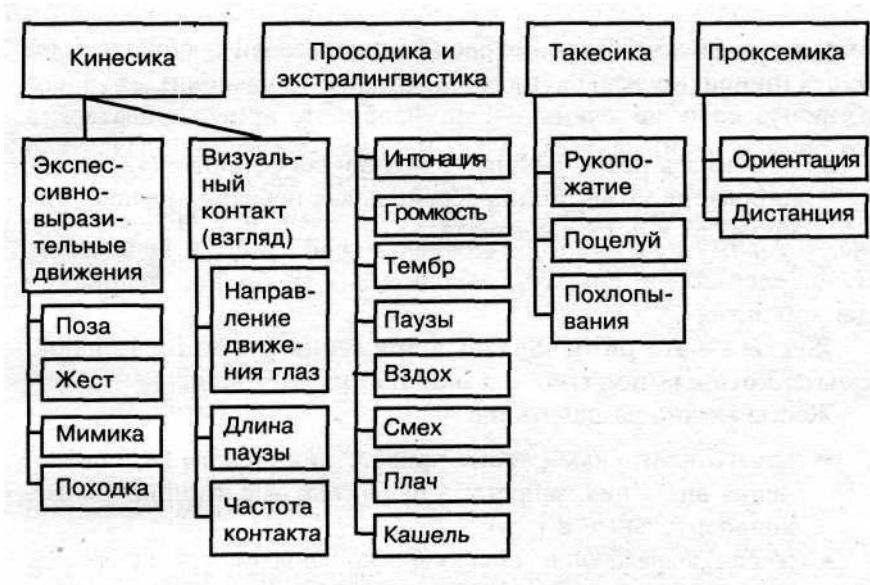 Кинесика
Просодика и
экстралингвистика
Такесика
Проксемика
Экспес-
сивно-
вырази-
тельные
движения
Поза
Жест
Мимика
Походка
Визуаль-
ный
контакт
(взгляд)
Направ-
ление
движе-
ния глаз
Длина
паузы
Частота
контакта
Интонация
Громкость
Тембр
Паузы
Вздох
Смех
Плач
Кашель
Рукопо-
жатие
Поцелуй
Похлопы-
вания
Ориентация
Дистанция